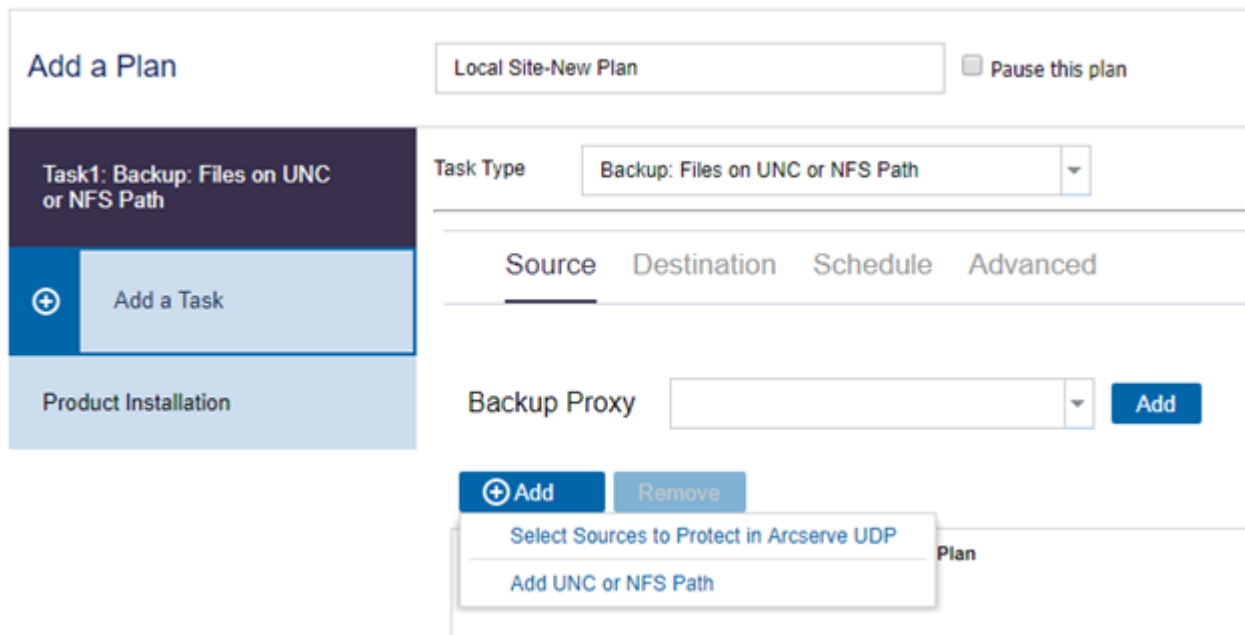 Add a Plan
Local Site-New Plan
Pause this plan
Task1: Backup: Files on UNC
or NFS Path
Task Type
Backup: Files on UNC or NFS Path
Source Destination Schedule Advanced
Add a Task
Product Installation
Backup Proxy
Add
Add
Remove
Select Sources to Protect in Arcserve UDP
Plan
Add UNC or NFS Path